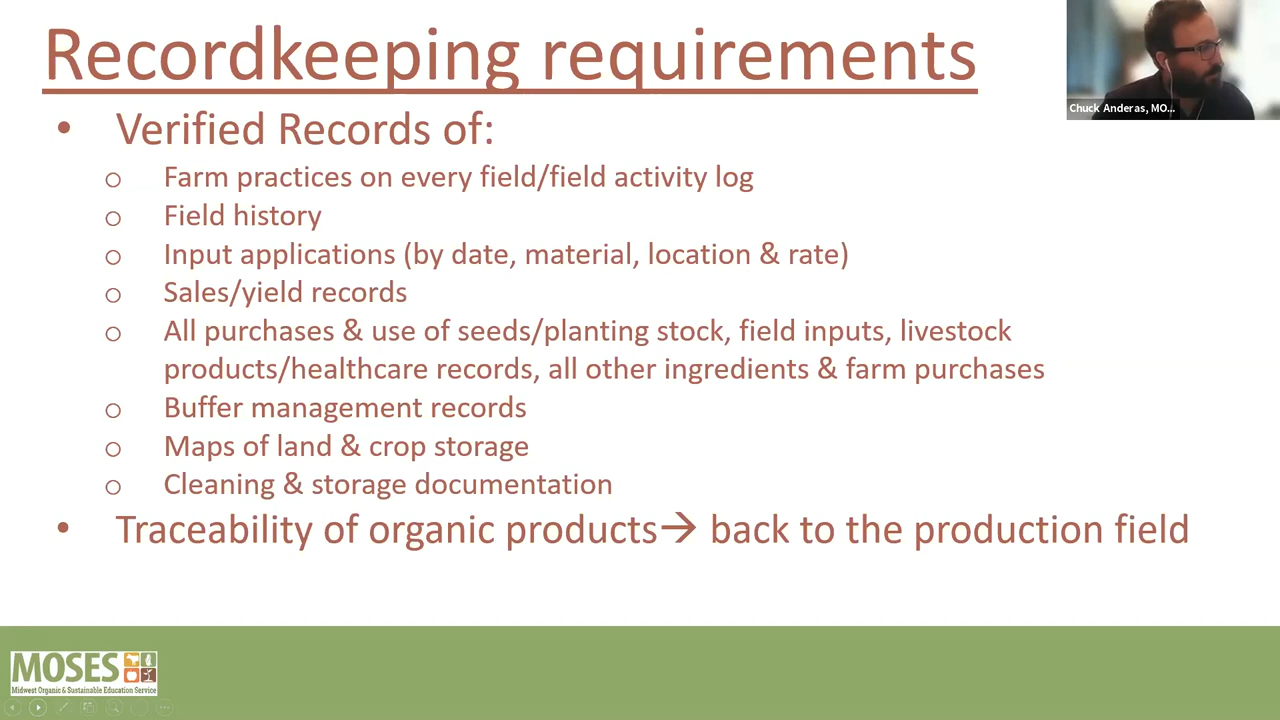 Recordkeeping requirements
Chuck Anderas, MO...
• Verified Records of:
o Farm practices on every field/field activity log
o Field history
o Input applications (by date, material, location & rate)
o Sales/yield records
o All purchases & use of seeds/planting stock, field inputs, livestock
products/healthcare records, all other ingredients & farm purchases
o Buffer management records
o Maps of land & crop storage
o Cleaning & storage documentation
• Traceability of organic products→ back to the production field
MOSES
Midwest Organic & Sustainable Education Service